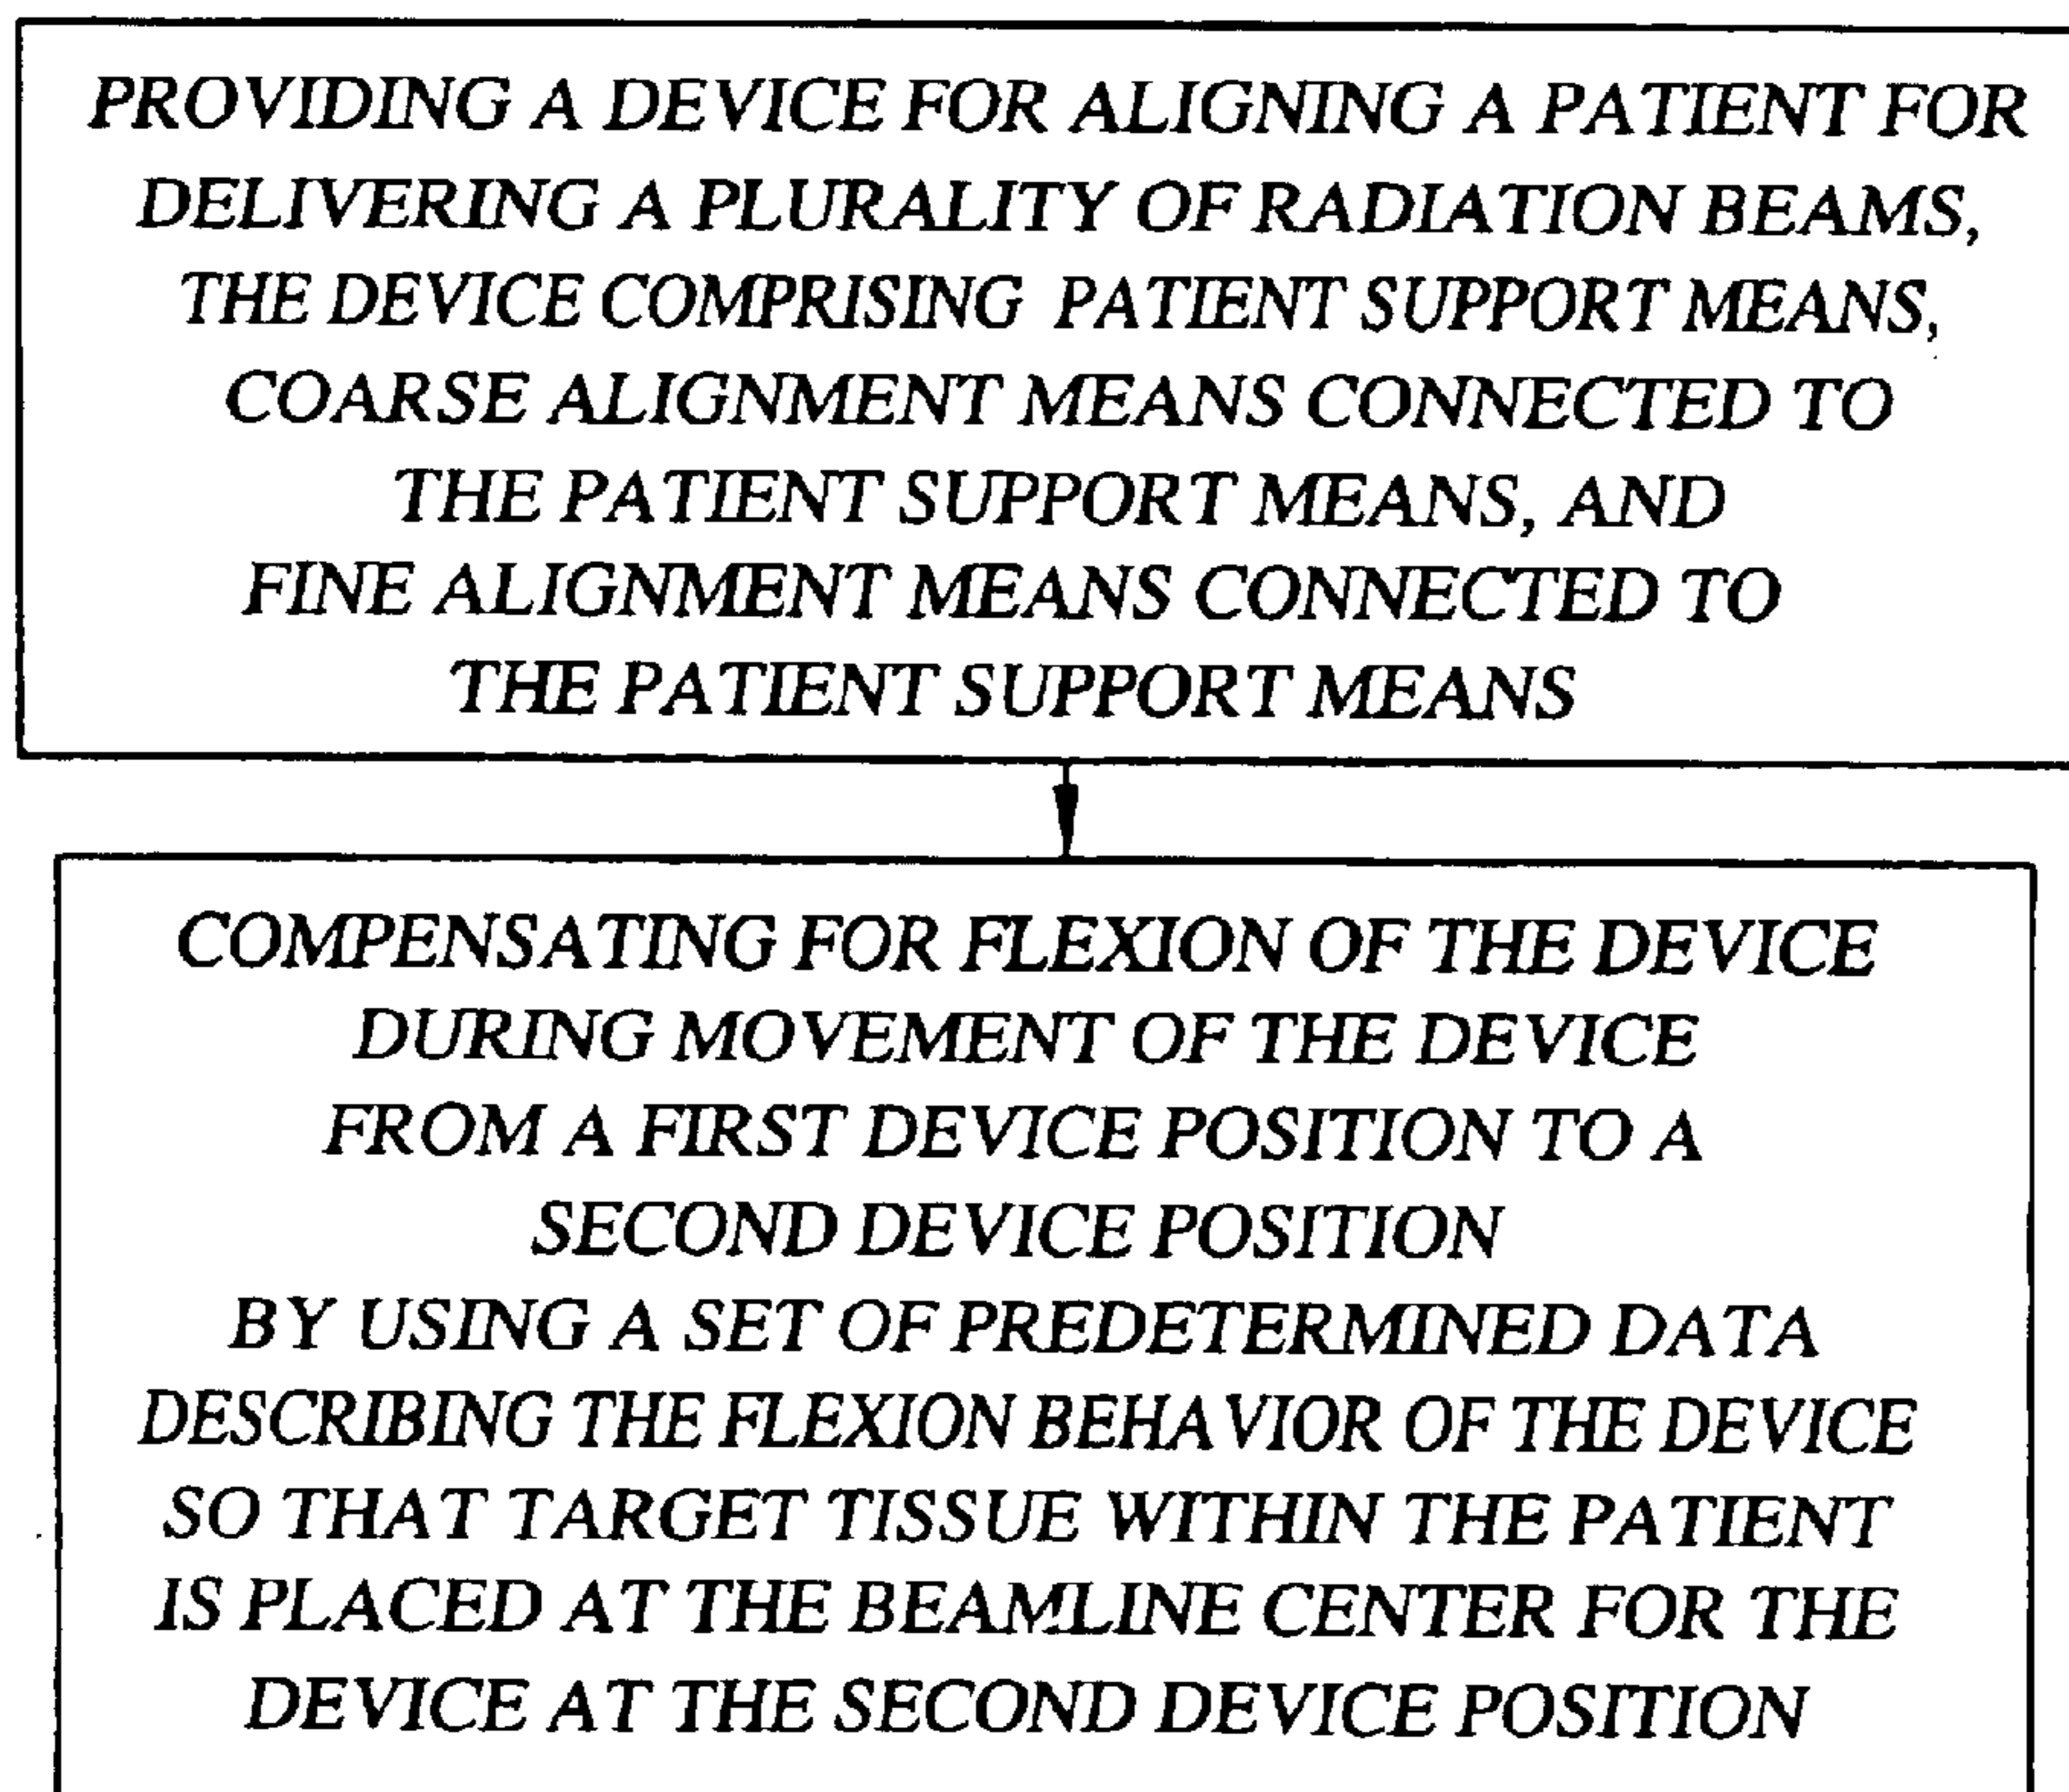 PROVIDING A DEVICE FOR ALIGNING A PATIENT FOR
DELIVERING A PLURALITY OF RADIATION BEAMS,
THE DEVICE COMPRISING PATIENT SUPPORT MEANS,
COARSE ALIGNMENT MEANS CONNECTED TO
THE PATIENT SUPPORT MEANS, AND
FINE ALIGNMENT MEANS CONNECTED TO
THE PATIENT SUPPORT MEANS
COMPENSATING FOR FLEXION OF THE DEVICE
DURING MOVEMENT OF THE DEVICE
FROM A FIRST DEVICE POSITION TO A
SECOND DEVICE POSITION
BY USING A SET OF PREDETERMINED DATA
DESCRIBING THE FLEXION BEHAVIOR OF THE DEVICE
SO THAT TARGET TISSUE WITHIN THE PATIENT
IS PLACED AT THE BEAMLINE CENTER FOR THE
DEVICE AT THE SECOND DEVICE POSITION